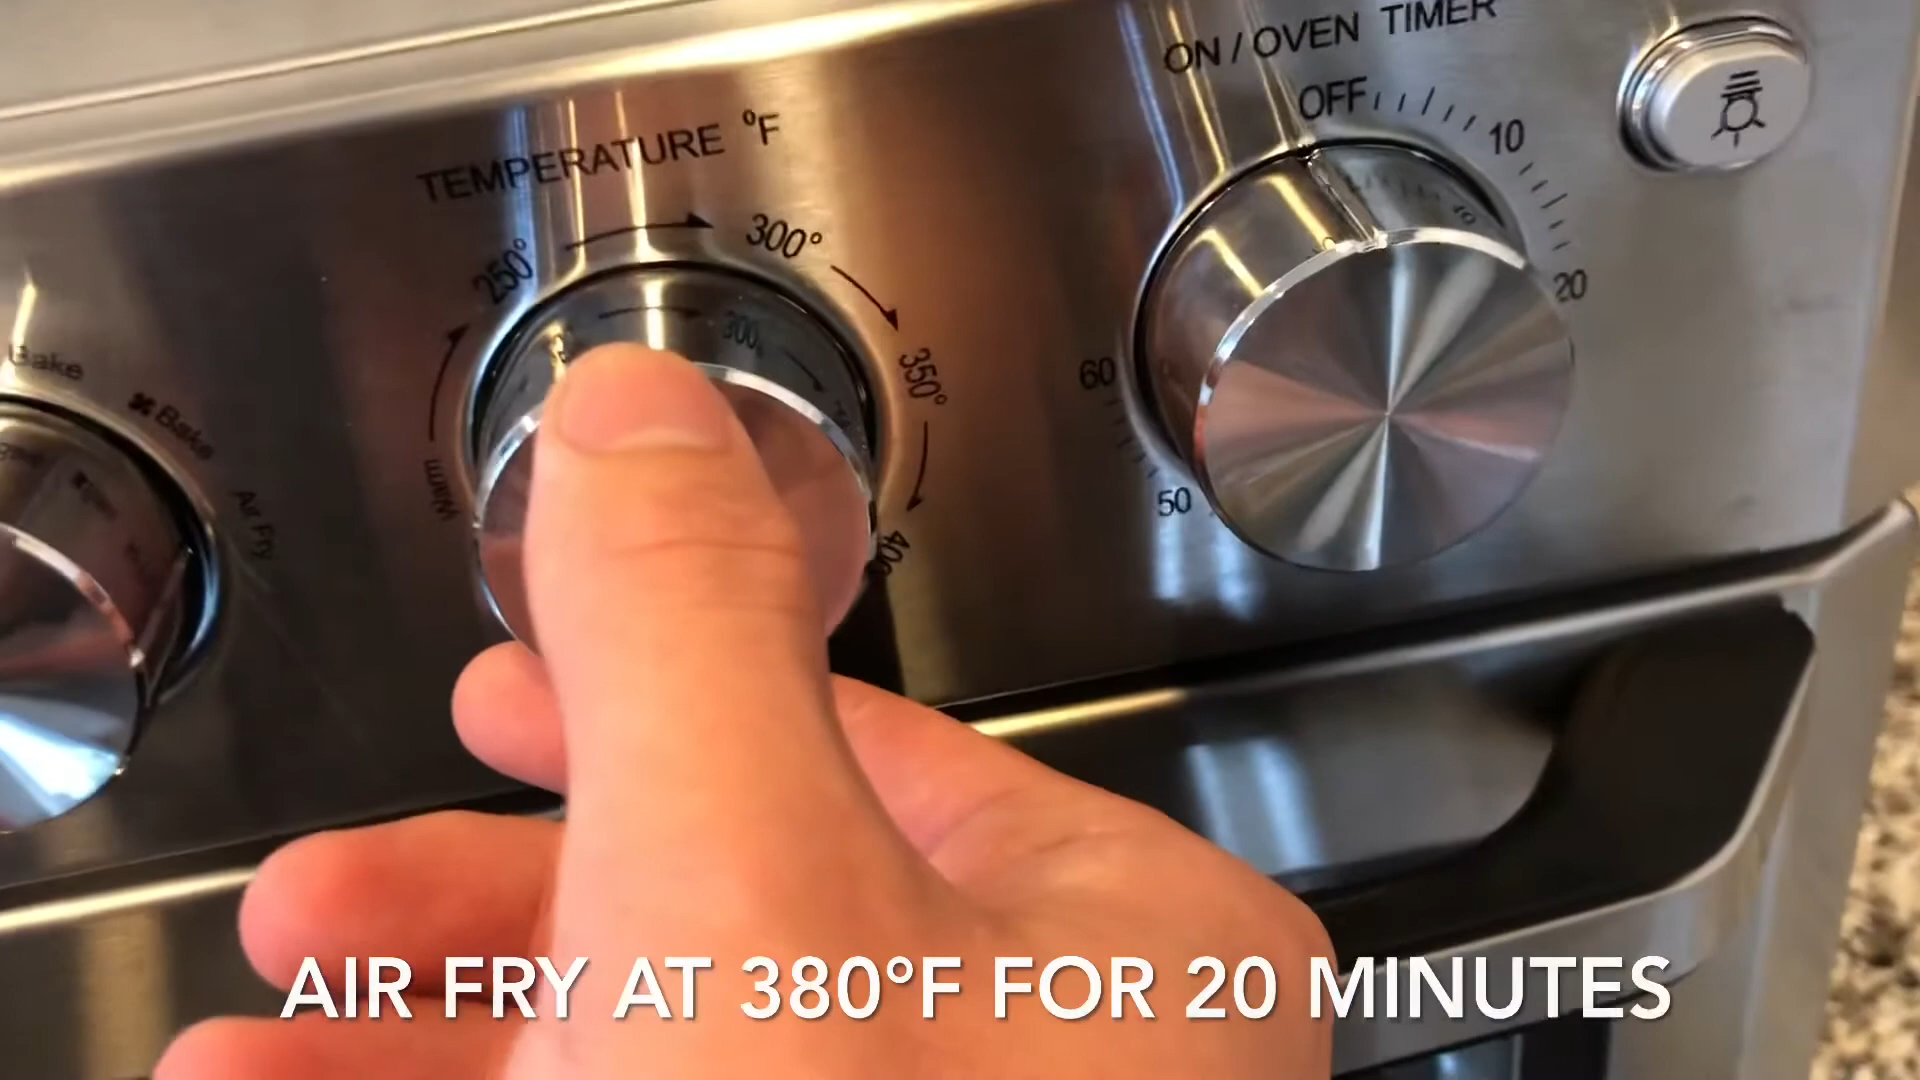 ON / OVEN TIMER
OFF
10
20
50
60
TEMPERATURE °F
Warm
250°
300°
350°
400°
300°
Bake
Bake
Air Fry
AIR FRY AT 380°F FOR 20 MINUTES